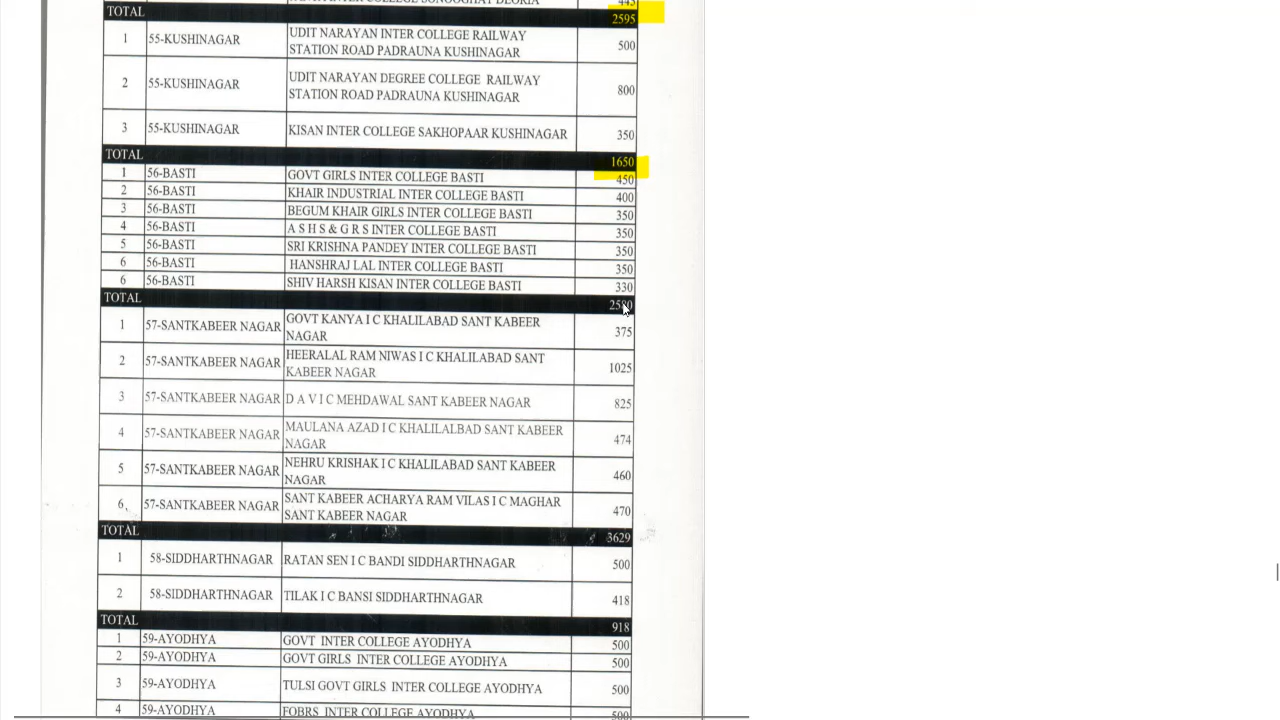 TOTAL 2595
1 55-KUSHINAGAR UDIT NARAYAN INTER COLLEGE RAILWAY
STATION ROAD PADRAUNA KUSHINAGAR 500
2 55-KUSHINAGAR UDIT NARAYAN DEGREE COLLEGE RAILWAY
STATION ROAD PADRAUNA KUSHINAGAR 800
3 55-KUSHINAGAR KISAN INTER COLLEGE SAKHOPAAR KUSHINAGAR 350
TOTAL 1650
1 56-BASTI GOVT GIRLS INTER COLLEGE BASTI 450
2 56-BASTI KHAIR INDUSTRIAL INTER COLLEGE BASTI 400
3 56-BASTI BEGUM KHAIR GIRLS INTER COLLEGE BASTI 350
4 56-BASTI A S H S & G R S INTER COLLEGE BASTI 350
5 56-BASTI SRI KRISHNA PANDEY INTER COLLEGE BASTI 350
6 56-BASTI HANSHRAJ LAL INTER COLLEGE BASTI 350
6 56-BASTI SHIV HARSH KISAN INTER COLLEGE BASTI 330
TOTAL 2580
1 57-SANTKABEER NAGAR GOVT KANYA I C KHALILABAD SANT KABEER
NAGAR 375
2 57-SANTKABEER NAGAR HEERALAL RAM NIWAS I C KHALILABAD SANT
KABEER NAGAR 1025
3 57-SANTKABEER NAGAR D A V I C MEHDAWAL SANT KABEER NAGAR 825
4 57-SANTKABEER NAGAR MAULANA AZAD I C KHALILALBAD SANT KABEER
NAGAR 474
5 57-SANTKABEER NAGAR NEHRU KRISHAK I C KHALILABAD SANT KABEER
NAGAR 460
6 57-SANTKABEER NAGAR SANT KABEER ACHARYA RAM VILAS I C MAGHAR
SANT KABEER NAGAR 470
TOTAL 3629
1 58-SIDDHARTHNAGAR RATAN SEN I C BANDI SIDDHARTHNAGAR 500
2 58-SIDDHARTHNAGAR TILAK I C BANSI SIDDHARTHNAGAR 418
TOTAL 918
1 59-AYODHYA GOVT INTER COLLEGE AYODHYA 500
2 59-AYODHYA GOVT GIRLS INTER COLLEGE AYODHYA 500
3 59-AYODHYA TULSI GOVT GIRLS INTER COLLEGE AYODHYA 500
4 59-AYODHYA FOBRS INTER COLLEGE AYODHYA 500